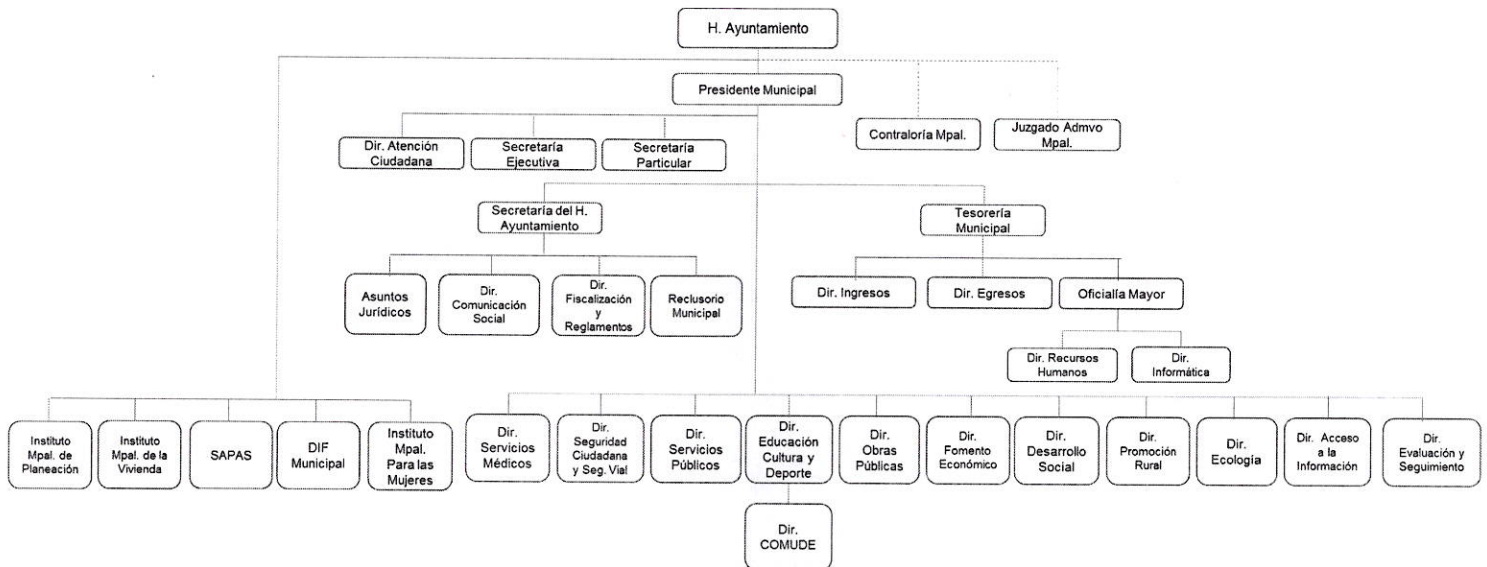 H. Ayuntamiento
Presidente Municipal
Contraloría Mpal.
Juzgado Admvo
Mpal.
Dir. Atención
Ciudadana
Secretaría
Ejecutiva
Secretaría
Particular
Secretaría del H.
Ayuntamiento
Tesorería
Municipal
Asuntos
Jurídicos
Dir.
Comunicación
Social
Dir.
Fiscalización
y
Reglamentos
Reclusorio
Municipal
Dir. Ingresos
Dir. Egresos
Oficialía Mayor
Dir. Recursos
Humanos
Dir.
Informática
Instituto
Mpal. de
Planeación
Instituto
Mpal. de la
Vivienda
SAPAS
DIF
Municipal
Instituto
Mpal.
Para las
Mujeres
Dir.
Servicios
Médicos
Dir.
Seguridad
Ciudadana
y Seg. Vial
Dir.
Servicios
Públicos
Dir.
Educación
Cultura y
Deporte
Dir.
Obras
Públicas
Dir.
Fomento
Económico
Dir.
Desarrollo
Social
Dir.
Promoción
Rural
Dir.
Ecología
Dir. Acceso
a la
Información
Dir.
Evaluación y
Seguimiento
Dir.
COMUDE